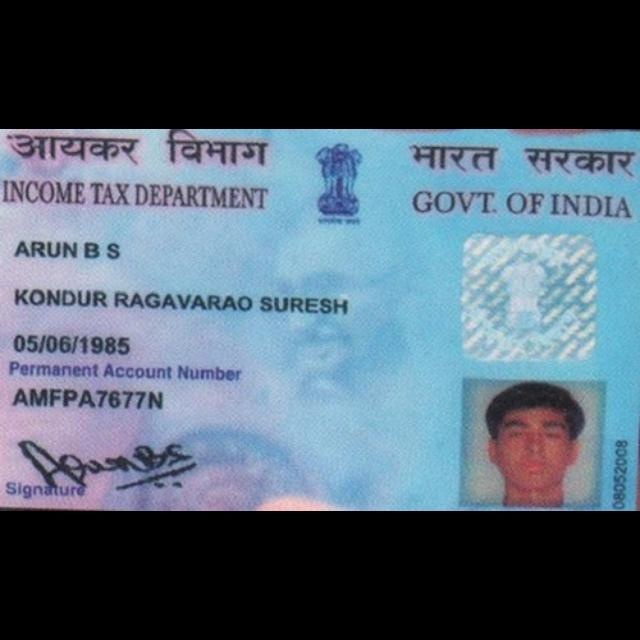 आयकर विभाग
INCOME TAX DEPARTMENT
भारत सरकार
GOVT. OF INDIA
ARUN B S
KONDUR RAGAVARAO SURESH
05/06/1985
Permanent Account Number
AMFPA7677N
Arun B S
Signature
08052008